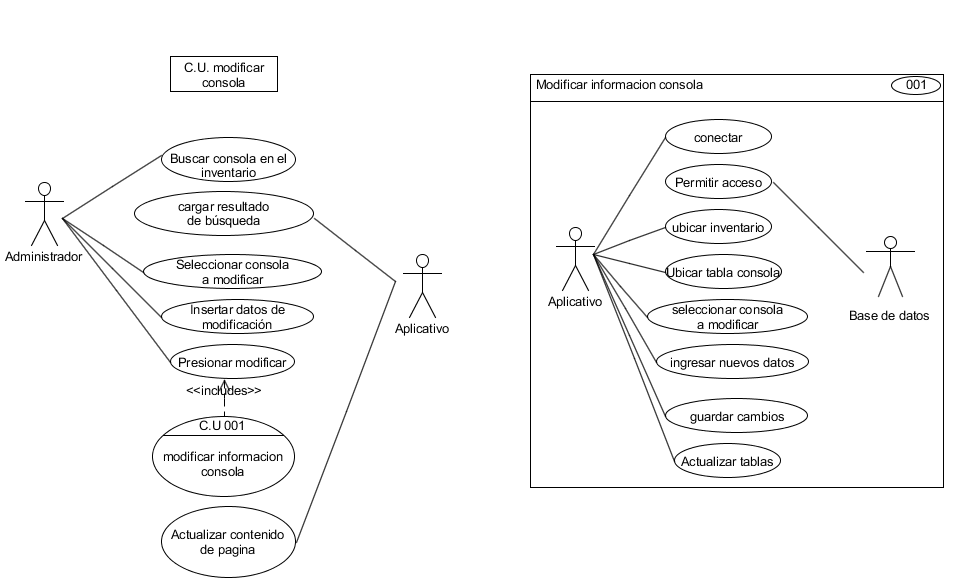 C.U. modificar
consola
Buscar consola en el
inventario
cargar resultado
de búsqueda
Administrador
Seleccionar consola
a modificar
Aplicativo
Insertar datos de
modificación
Presionar modificar
<<includes>>
C.U 001
modificar informacion
consola
Actualizar contenido
de pagina
Modificar informacion consola
001
conectar
Permitir acceso
ubicar inventario
Ubicar tabla consola
Aplicativo
Base de datos
seleccionar consola
a modificar
ingresar nuevos datos
guardar cambios
Actualizar tablas